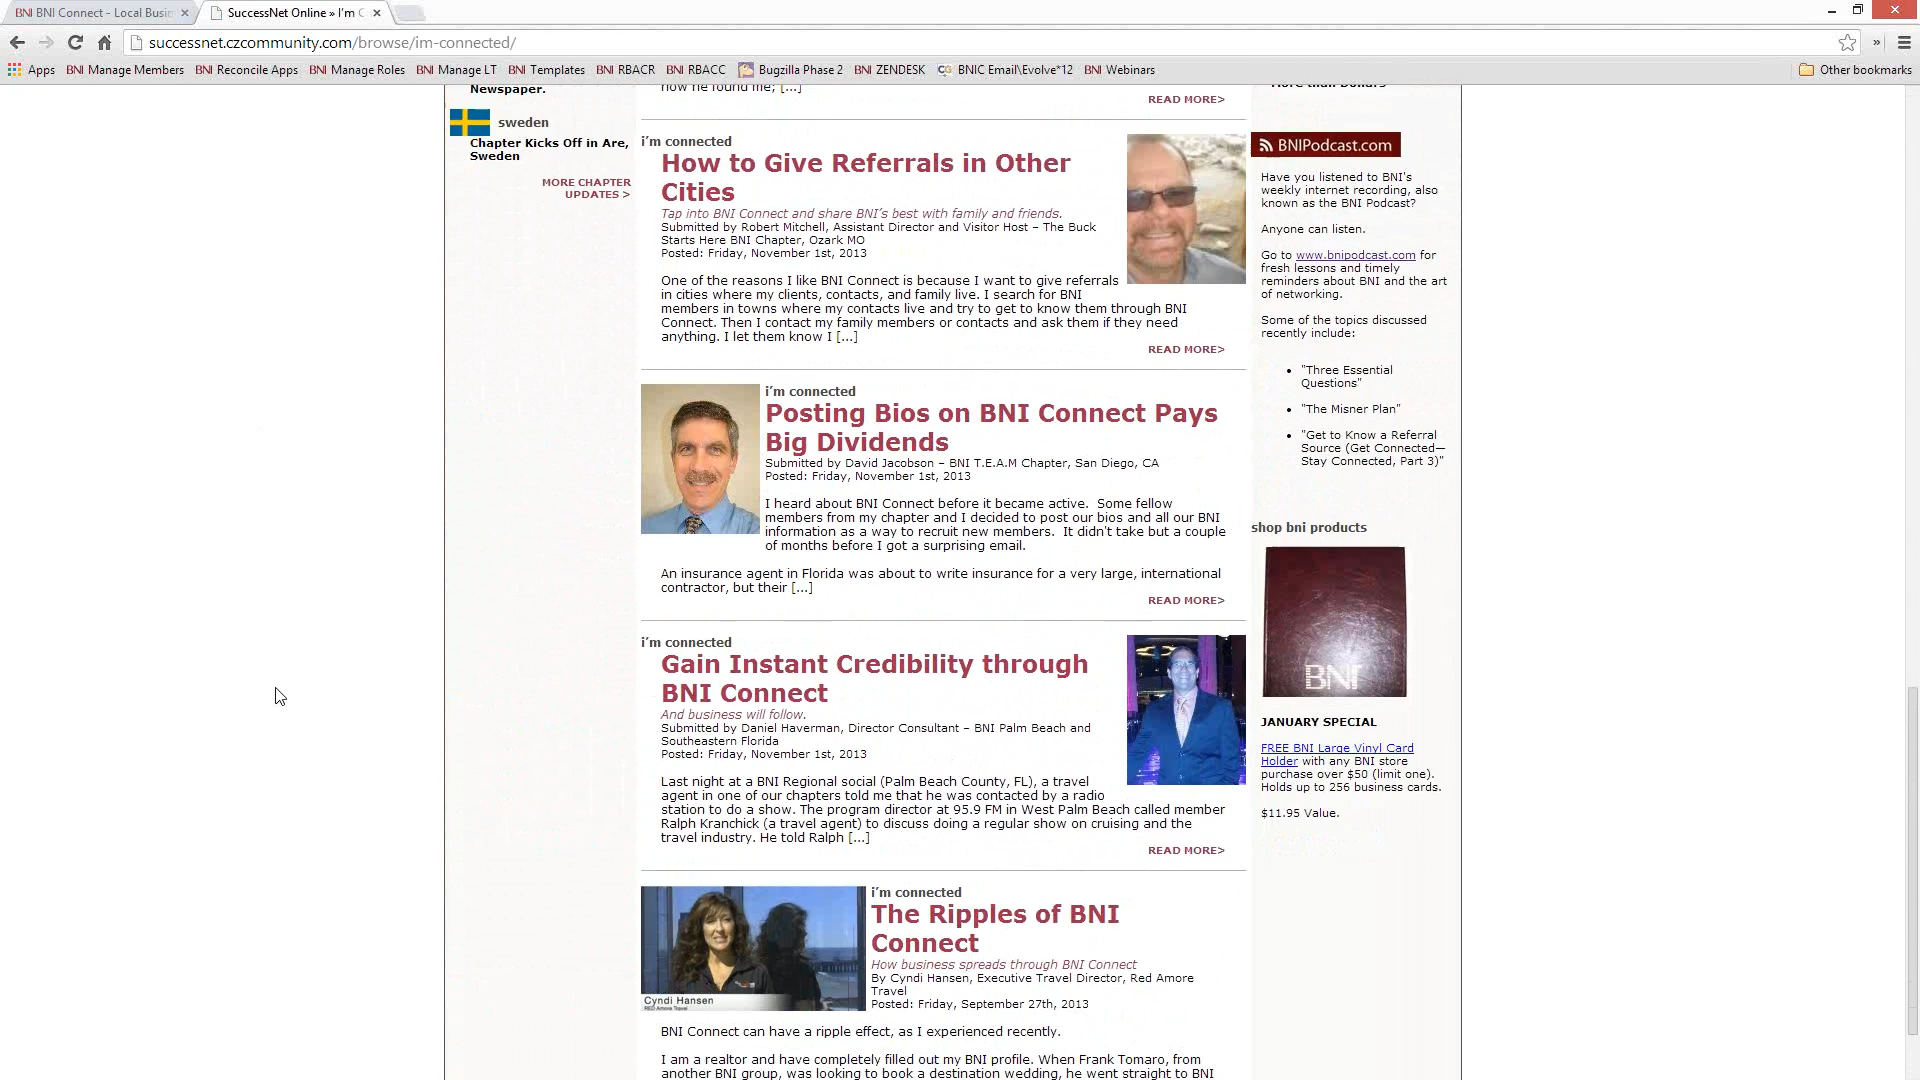 BNI BNI Connect - Local Busin
SuccessNet Online » I'm C
successnet.czcommunity.com/browse/im-connected/
Apps
BNI Manage Members
BNI Reconcile Apps
BNI Manage Roles
BNI Manage LT
BNI Templates
BNI RBACR
BNI RBACC
Bugzilla Phase 2
BNI ZENDESK
CG BNIC Email\Evolve*12
BNI Webinars
Other bookmarks
Newspaper.
sweden
Chapter Kicks Off in Are,
Sweden
MORE CHAPTER
UPDATES >
how he found me; [...]
READ MORE>
i'm connected
How to Give Referrals in Other
Cities
Tap into BNI Connect and share BNI's best with family and friends.
Submitted by Robert Mitchell, Assistant Director and Visitor Host – The Buck
Starts Here BNI Chapter, Ozark MO
Posted: Friday, November 1st, 2013
One of the reasons I like BNI Connect is because I want to give referrals
in cities where my clients, contacts, and family live. I search for BNI
members in towns where my contacts live and try to get to know them through BNI
Connect. Then I contact my family members or contacts and ask them if they need
anything. I let them know I [...]
READ MORE>
i'm connected
Posting Bios on BNI Connect Pays
Big Dividends
Submitted by David Jacobson – BNI T.E.A.M Chapter, San Diego, CA
Posted: Friday, November 1st, 2013
I heard about BNI Connect before it became active. Some fellow
members from my chapter and I decided to post our bios and all our BNI
information as a way to recruit new members. It didn't take but a couple
of months before I got a surprising email.
An insurance agent in Florida was about to write insurance for a very large, international
contractor, but their [...]
READ MORE>
i'm connected
Gain Instant Credibility through
BNI Connect
And business will follow.
Submitted by Daniel Haverman, Director Consultant – BNI Palm Beach and
Southeastern Florida
Posted: Friday, November 1st, 2013
Last night at a BNI Regional social (Palm Beach County, FL), a travel
agent in one of our chapters told me that he was contacted by a radio
station to do a show. The program director at 95.9 FM in West Palm Beach called member
Ralph Kranchick (a travel agent) to discuss doing a regular show on cruising and the
travel industry. He told Ralph [...]
READ MORE>
Cyndi Hansen
RED Amore Travel
i'm connected
The Ripples of BNI
Connect
How business spreads through BNI Connect
By Cyndi Hansen, Executive Travel Director, Red Amore
Travel
Posted: Friday, September 27th, 2013
BNI Connect can have a ripple effect, as I experienced recently.
I am a realtor and have completely filled out my BNI profile. When Frank Tomaro, from
another BNI group, was looking to book a destination wedding, he went straight to BNI
More than Dollars
BNIPodcast.com
Have you listened to BNI's
weekly internet recording, also
known as the BNI Podcast?
Anyone can listen.
Go to www.bnipodcast.com for
fresh lessons and timely
reminders about BNI and the art
of networking.
Some of the topics discussed
recently include:
• "Three Essential
Questions"
• "The Misner Plan"
• "Get to Know a Referral
Source (Get Connected—
Stay Connected, Part 3)"
shop bni products
BNI
JANUARY SPECIAL
FREE BNI Large Vinyl Card
Holder with any BNI store
purchase over $50 (limit one).
Holds up to 256 business cards.
$11.95 Value.